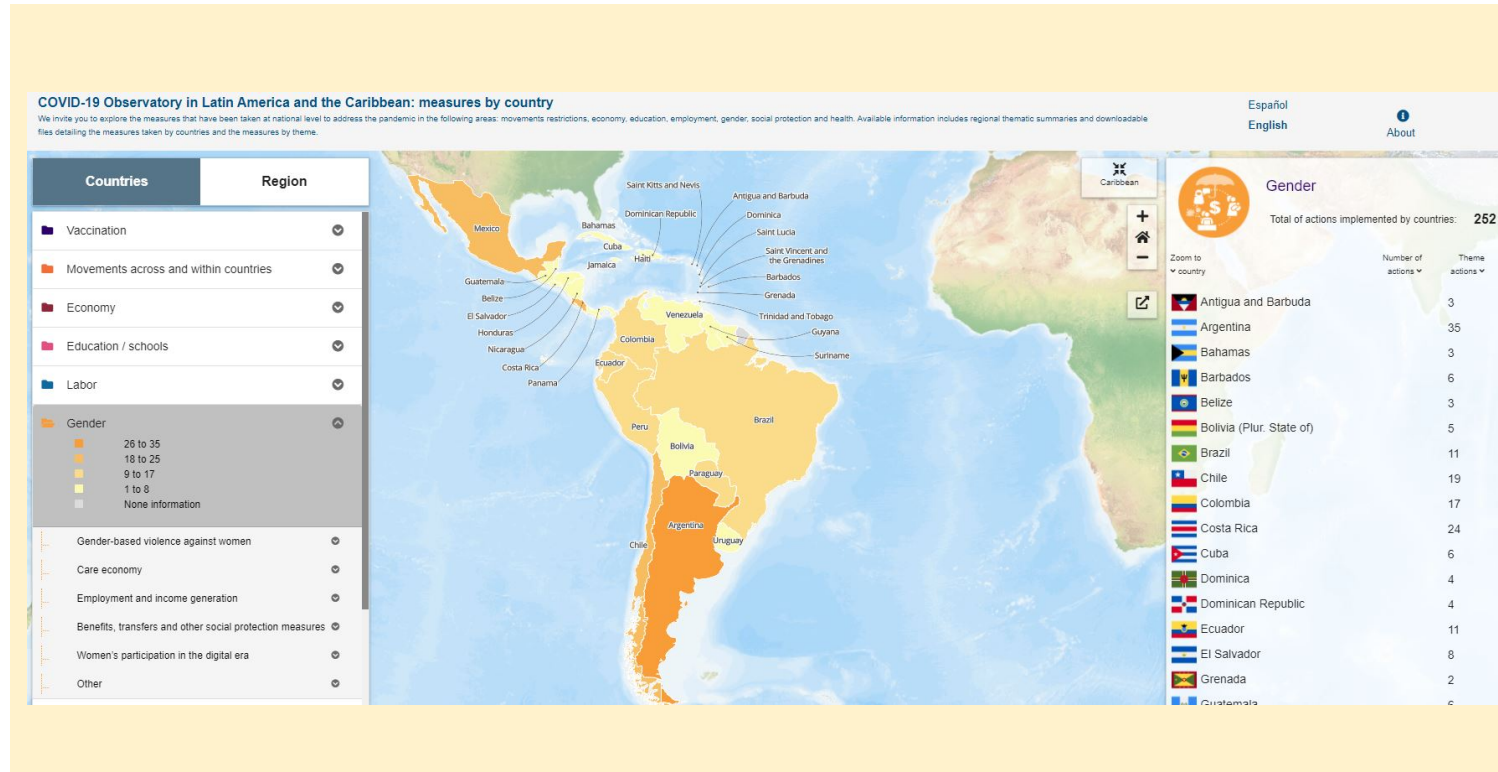 COVID-19 Observatory in Latin America and the Caribbean: measures by country
We invite you to explore the measures that have been taken at national level to address the pandemic in the following areas: movements restrictions, economy, education, employment, gender, social protection and health. Available information includes regional thematic summaries and downloadable
files detailing the measures taken by countries and the measures by theme.
Español
English
About
Countries
Region
Vaccination
Movements across and within countries
Economy
Education / schools
Labor
Gender
26 to 35
18 to 25
9 to 17
1 to 8
None information
Gender-based violence against women
Care economy
Employment and income generation
Benefits, transfers and other social protection measures
Women's participation in the digital era
Other
Mexico
Guatemala
Belize
El Salvador
Honduras
Nicaragua
Costa Rica
Panama
Saint Kitts and Nevis
Dominican Republic
Bahamas
Cuba
Jamaica
Haiti
Antigua and Barbuda
Dominica
Saint Lucia
Saint Vincent and
the Grenadines
Barbados
Grenada
Trinidad and Tobago
Guyana
Suriname
Venezuela
Colombia
Ecuador
Peru
Brazil
Bolivia
Paraguay
Argentina
Chile
Uruguay
Caribbean
+
−
Gender
Total of actions implemented by countries: 252
Zoom to
country
Number of
actions
Theme
actions
Antigua and Barbuda 3
Argentina 35
Bahamas 3
Barbados 6
Belize 3
Bolivia (Plur. State of) 5
Brazil 11
Chile 19
Colombia 17
Costa Rica 24
Cuba 6
Dominica 4
Dominican Republic 4
Ecuador 11
El Salvador 8
Grenada 2
Guatemala 6